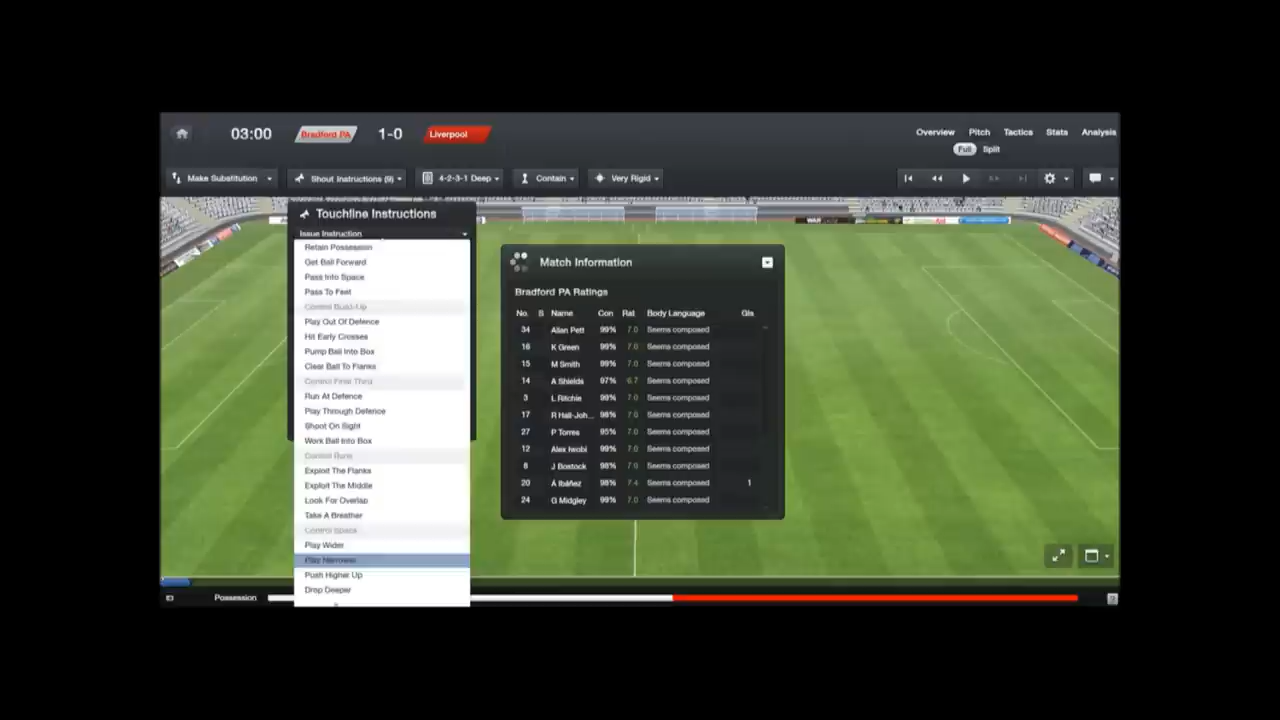 03:00 Bradford PA 1-0 Liverpool
Overview Pitch Tactics Stats Analysis
Full Split
Make Substitution Shout Instructions (9) 4-2-3-1 Deep Contain Very Rigid
Touchline Instructions
Issue Instruction
Retain Possession
Get Ball Forward
Pass Into Space
Pass To Feet
Control Build-Up
Play Out Of Defence
Hit Early Crosses
Pump Ball Into Box
Clear Ball To Flanks
Control Final Third
Run At Defence
Play Through Defence
Shoot On Sight
Work Ball Into Box
Control Runs
Exploit The Flanks
Exploit The Middle
Look For Overlap
Take A Breather
Control Space
Play Wider
Play Narrower
Push Higher Up
Drop Deeper
Match Information
Bradford PA Ratings
No. S Name Con Rat Body Language Gls
34 Allan Pett 99% 7.0 Seems composed
16 K Green 99% 7.0 Seems composed
15 M Smith 99% 7.0 Seems composed
14 A Shields 97% 6.7 Seems composed
3 L Ritchie 99% 7.0 Seems composed
17 R Hall-Joh... 98% 7.0 Seems composed
27 P Torres 95% 7.0 Seems composed
12 Alex Iwobi 99% 7.0 Seems composed
8 J Bostock 98% 7.0 Seems composed
20 Á Ibáñez 98% 7.4 Seems composed 1
24 G Midgley 99% 7.0 Seems composed
Possession